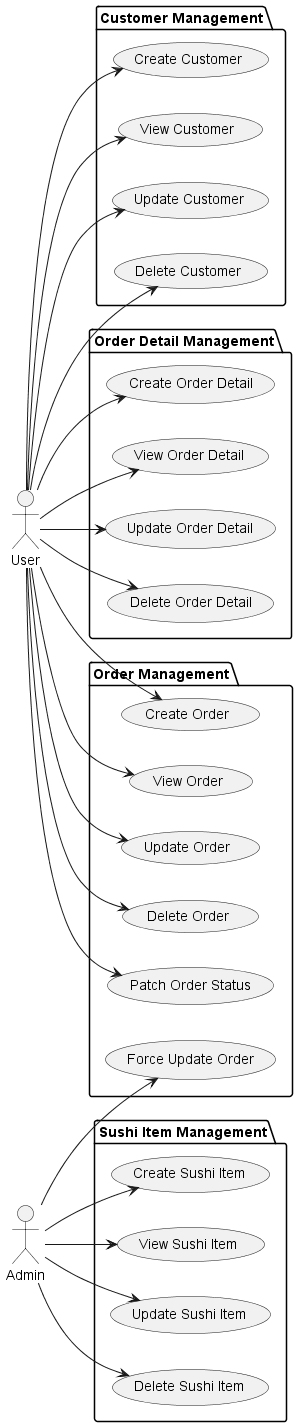 Customer Management
Create Customer
View Customer
Update Customer
Delete Customer
Order Detail Management
Create Order Detail
View Order Detail
Update Order Detail
Delete Order Detail
User
Order Management
Create Order
View Order
Update Order
Delete Order
Patch Order Status
Force Update Order
Sushi Item Management
Create Sushi Item
View Sushi Item
Admin
Update Sushi Item
Delete Sushi Item